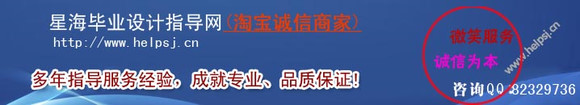 星海毕业设计指导网(淘宝诚信商家)
http://www.helpsj.cn
多年指导服务经验，成就专业、品质保证!
微笑服务
诚信为本
www.helpsj.cn
咨询QQ 82329736